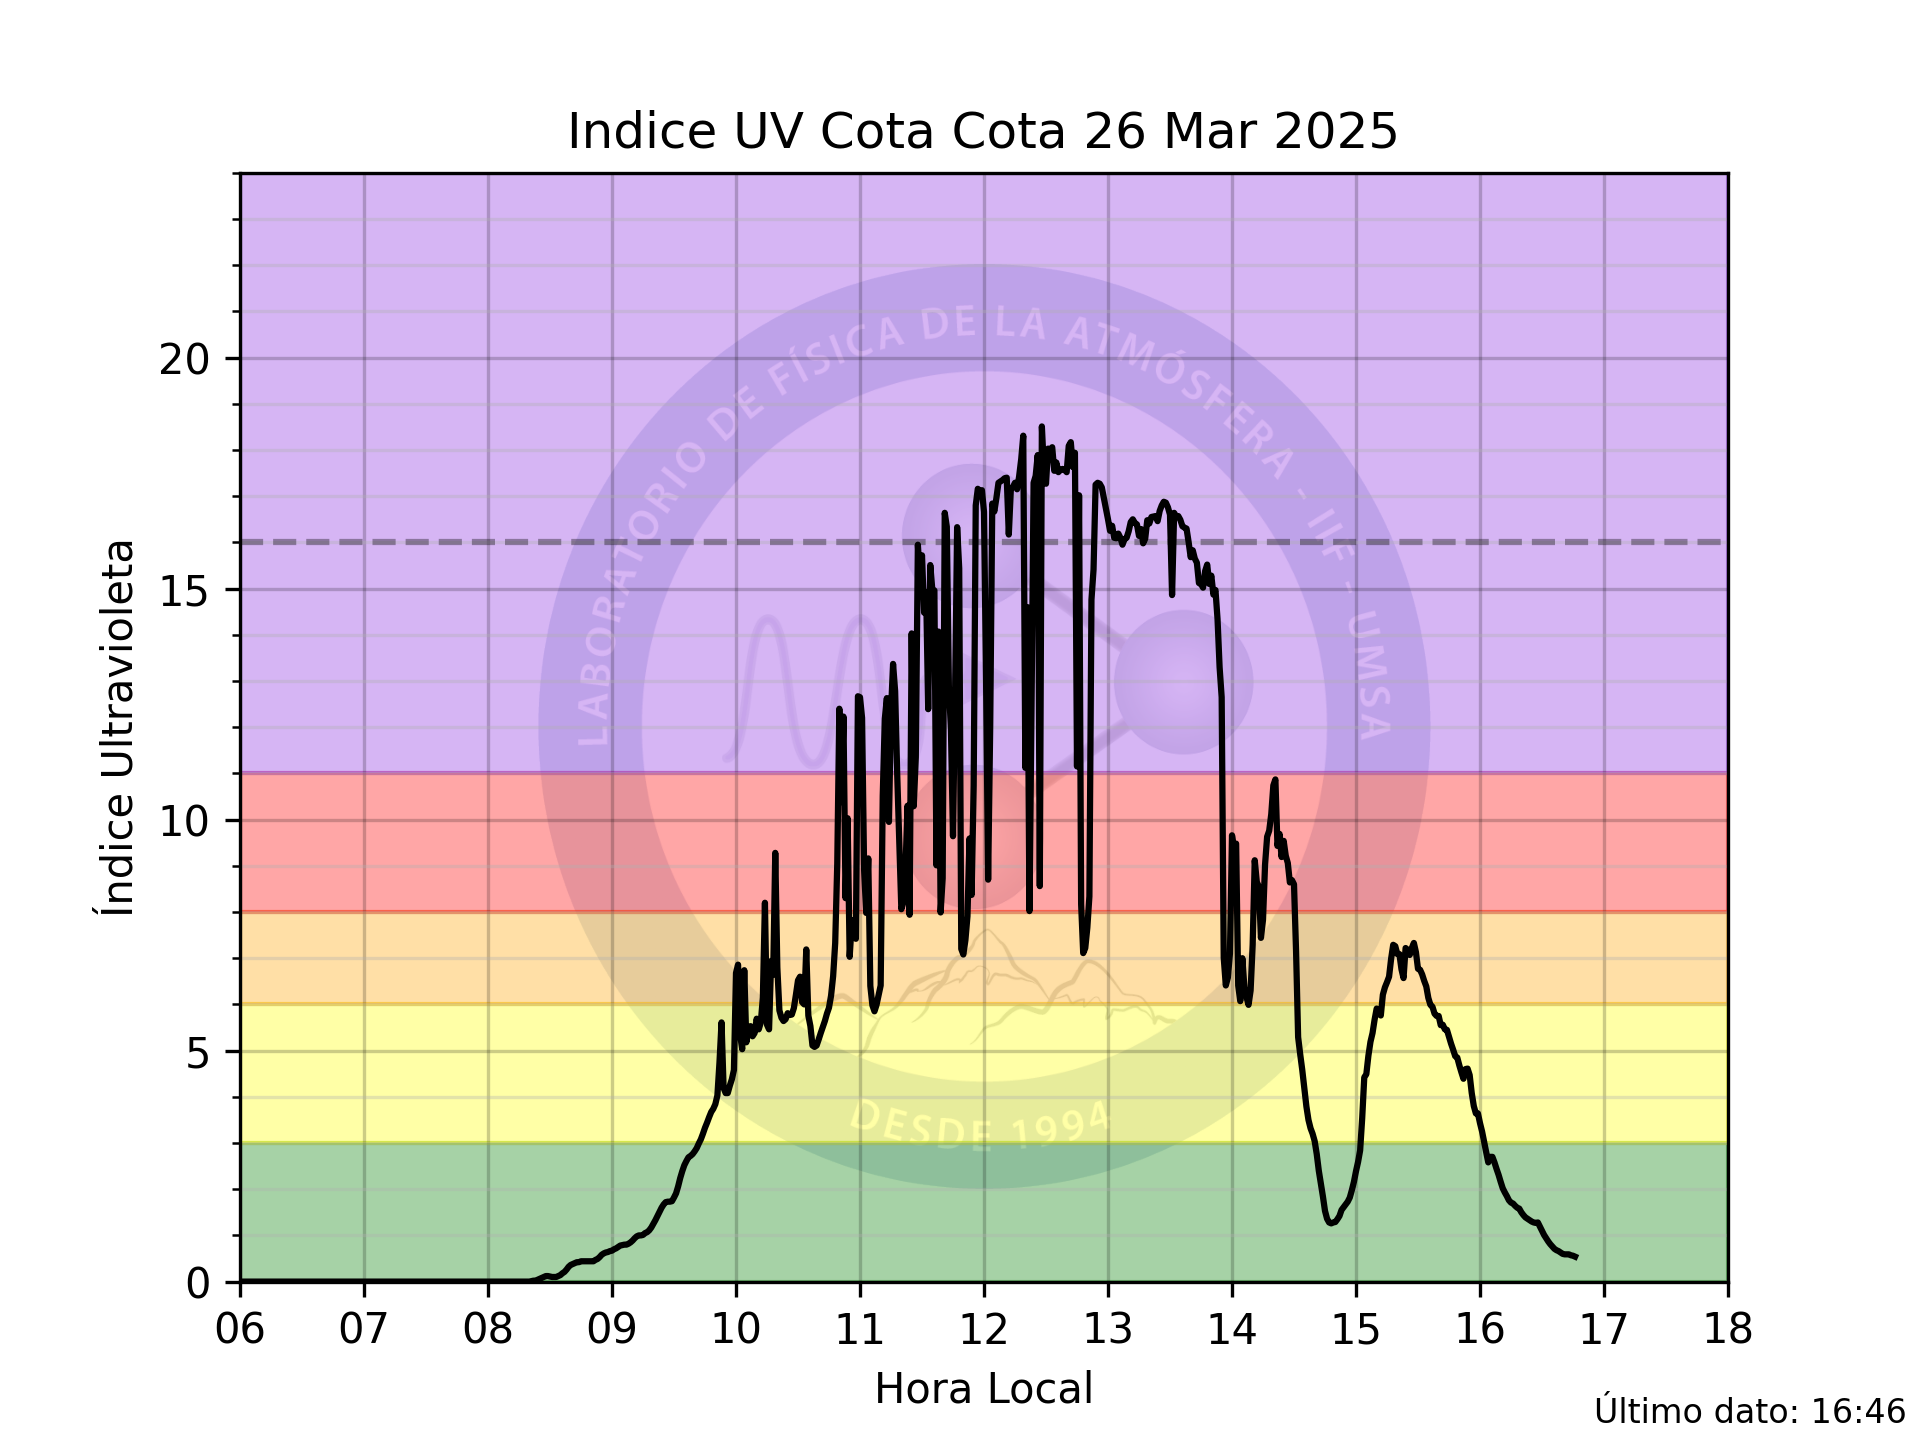 Indice UV Cota Cota 26 Mar 2025
LABORATORIO DE FÍSICA DE LA ATMÓSFERA - IIF - UMSA
DESDE 1994
Índice Ultravioleta
20
15
10
5
0
06 07 08 09 10 11 12 13 14 15 16 17 18
Hora Local
Último dato: 16:46